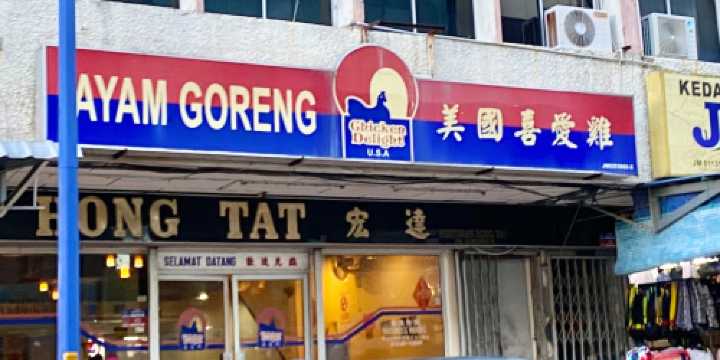 AYAM GORENG
Chicken
Delight
U.S.A
美國喜愛雞
HONG TAT 宏達
SELAMAT DATANG 歡迎光臨
KEDA
J